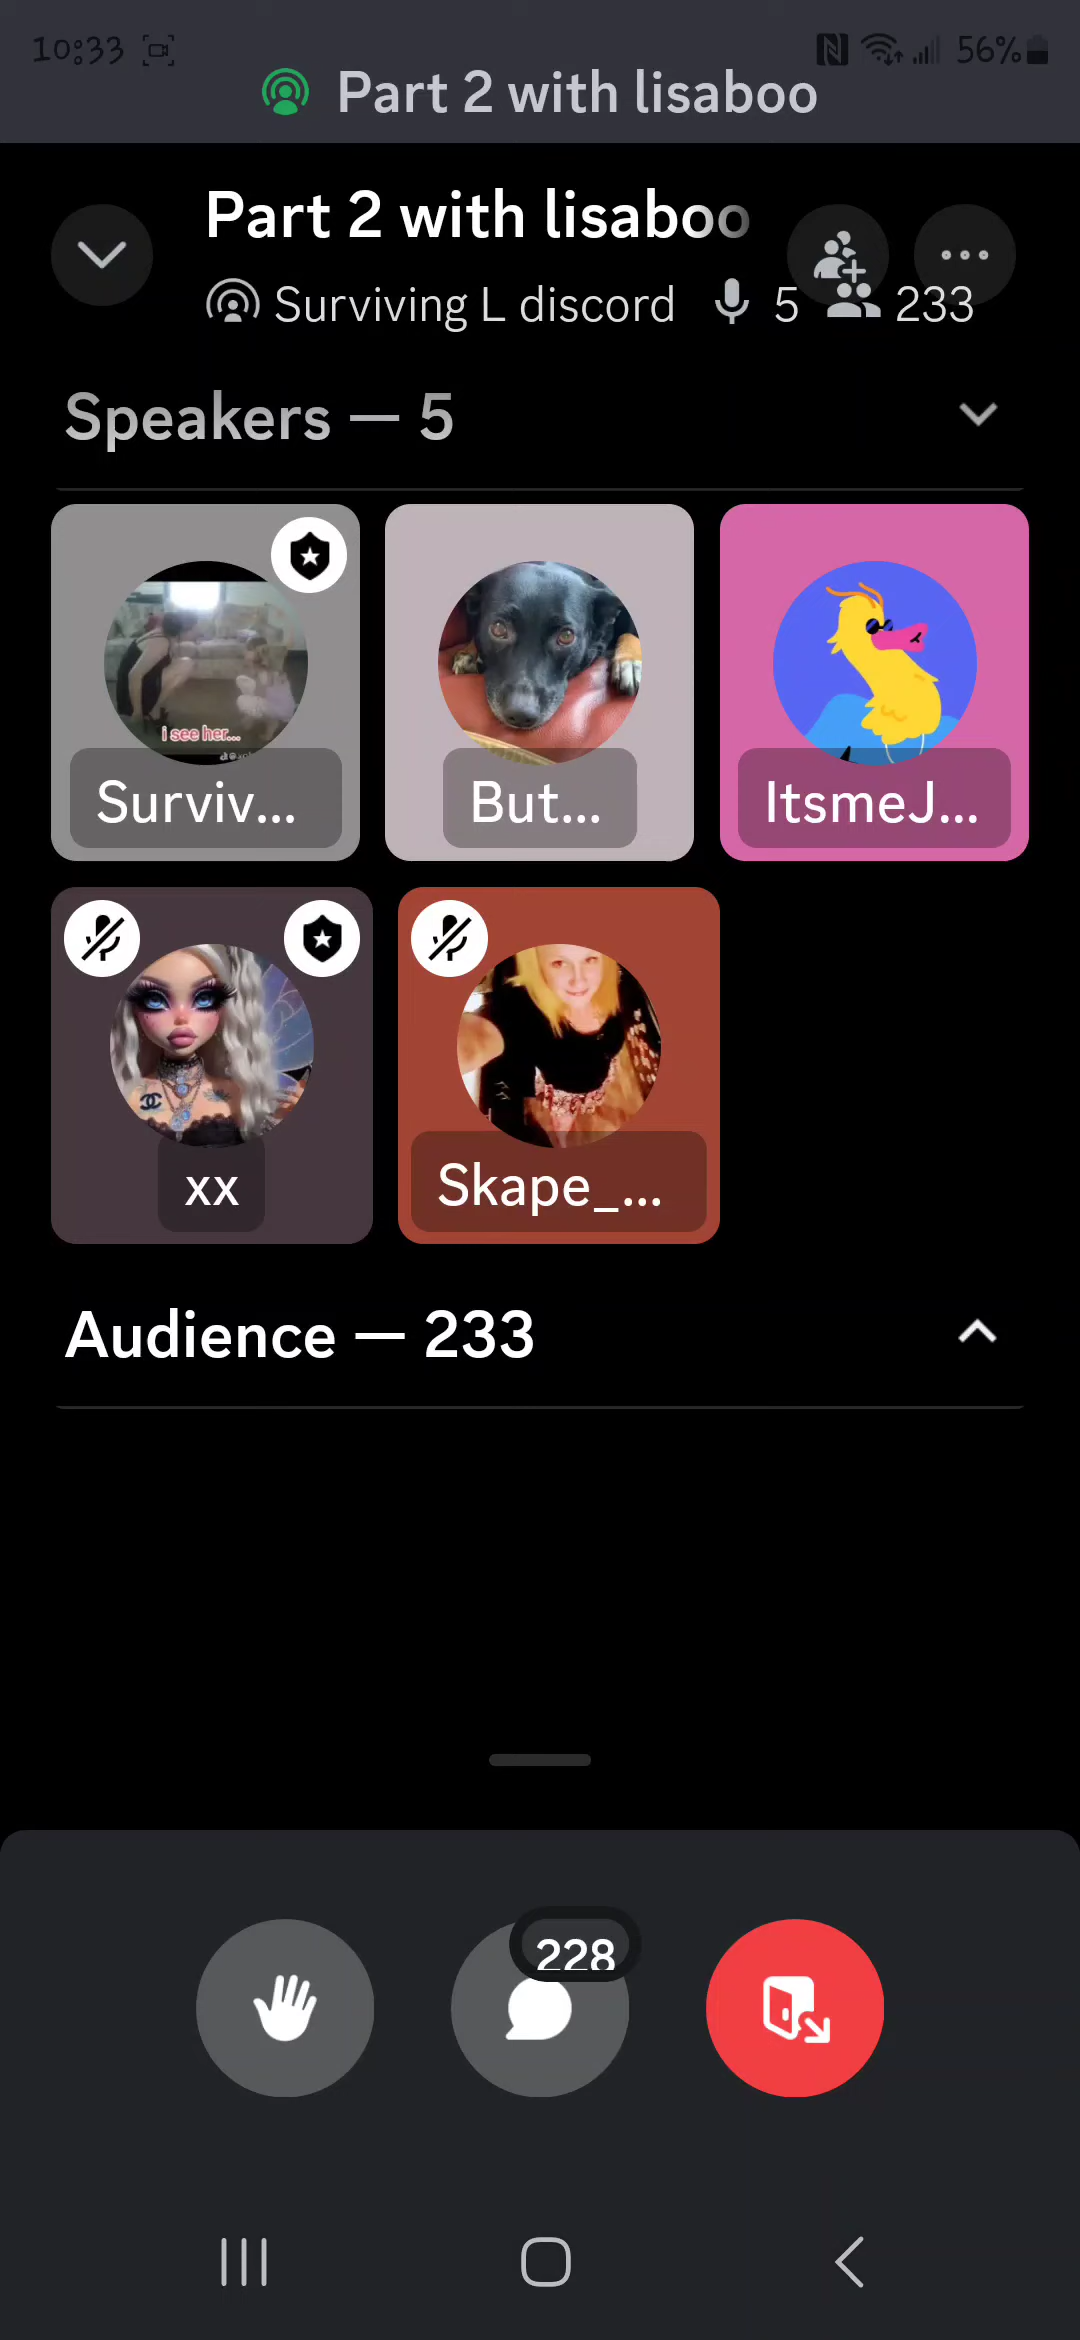 10:33
56%
Part 2 with lisaboo
Part 2 with lisaboo
Surviving L discord 5 233
Speakers — 5
i see her...
Surviv...
But...
ItsmeJ...
xx
Skape_...
Audience — 233
228